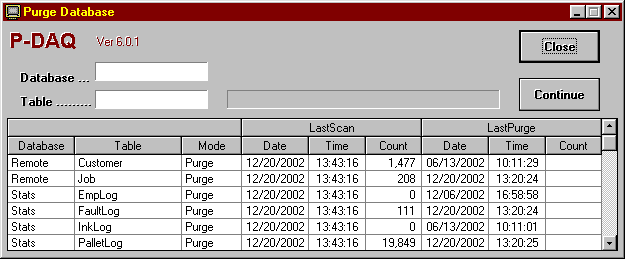 Purge Database
P-DAQ Ver 6.0.1
Close
Database ...
Table .........
Continue
LastScan LastPurge
Database Table Mode Date Time Count Date Time Count
Remote Customer Purge 12/20/2002 13:43:16 1,477 06/13/2002 10:11:29
Remote Job Purge 12/20/2002 13:43:16 208 12/20/2002 13:20:24
Stats EmpLog Purge 12/20/2002 13:43:16 0 12/06/2002 16:58:58
Stats FaultLog Purge 12/20/2002 13:43:16 111 12/20/2002 13:20:24
Stats InkLog Purge 12/20/2002 13:43:16 0 06/13/2002 10:11:01
Stats PalletLog Purge 12/20/2002 13:43:16 19,849 12/20/2002 13:20:25